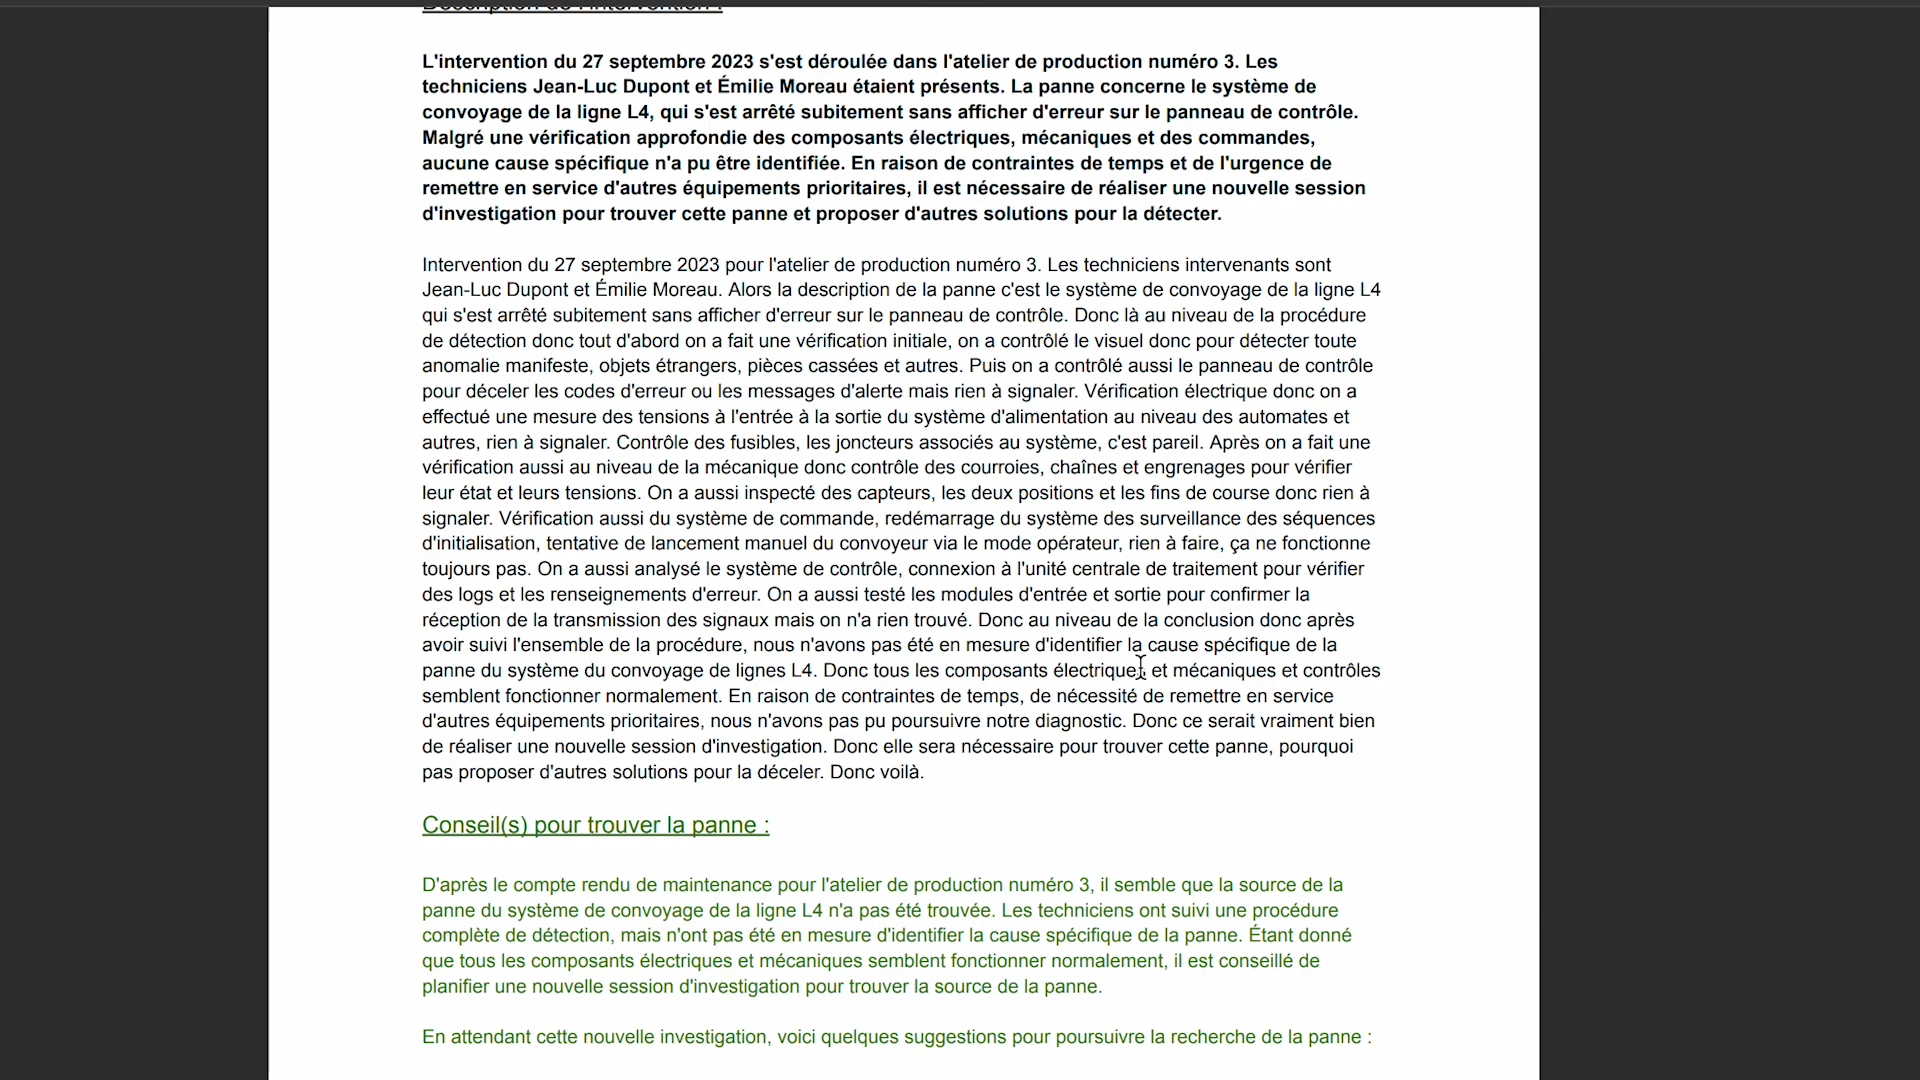 Description de l'intervention :
L'intervention du 27 septembre 2023 s'est déroulée dans l'atelier de production numéro 3. Les
techniciens Jean-Luc Dupont et Émilie Moreau étaient présents. La panne concerne le système de
convoyage de la ligne L4, qui s'est arrêté subitement sans afficher d'erreur sur le panneau de contrôle.
Malgré une vérification approfondie des composants électriques, mécaniques et des commandes,
aucune cause spécifique n'a pu être identifiée. En raison de contraintes de temps et de l'urgence de
remettre en service d'autres équipements prioritaires, il est nécessaire de réaliser une nouvelle session
d'investigation pour trouver cette panne et proposer d'autres solutions pour la détecter.
Intervention du 27 septembre 2023 pour l'atelier de production numéro 3. Les techniciens intervenants sont
Jean-Luc Dupont et Émilie Moreau. Alors la description de la panne c'est le système de convoyage de la ligne L4
qui s'est arrêté subitement sans afficher d'erreur sur le panneau de contrôle. Donc là au niveau de la procédure
de détection donc tout d'abord on a fait une vérification initiale, on a contrôlé le visuel donc pour détecter toute
anomalie manifeste, objets étrangers, pièces cassées et autres. Puis on a contrôlé aussi le panneau de contrôle
pour déceler les codes d'erreur ou les messages d'alerte mais rien à signaler. Vérification électrique donc on a
effectué une mesure des tensions à l'entrée à la sortie du système d'alimentation au niveau des automates et
autres, rien à signaler. Contrôle des fusibles, les joncteurs associés au système, c'est pareil. Après on a fait une
vérification aussi au niveau de la mécanique donc contrôle des courroies, chaînes et engrenages pour vérifier
leur état et leurs tensions. On a aussi inspecté des capteurs, les deux positions et les fins de course donc rien à
signaler. Vérification aussi du système de commande, redémarrage du système des surveillance des séquences
d'initialisation, tentative de lancement manuel du convoyeur via le mode opérateur, rien à faire, ça ne fonctionne
toujours pas. On a aussi analysé le système de contrôle, connexion à l'unité centrale de traitement pour vérifier
des logs et les renseignements d'erreur. On a aussi testé les modules d'entrée et sortie pour confirmer la
réception de la transmission des signaux mais on n'a rien trouvé. Donc au niveau de la conclusion donc après
avoir suivi l'ensemble de la procédure, nous n'avons pas été en mesure d'identifier la cause spécifique de la
panne du système du convoyage de lignes L4. Donc tous les composants électriques et mécaniques et contrôles
semblent fonctionner normalement. En raison de contraintes de temps, de nécessité de remettre en service
d'autres équipements prioritaires, nous n'avons pas pu poursuivre notre diagnostic. Donc ce serait vraiment bien
de réaliser une nouvelle session d'investigation. Donc elle sera nécessaire pour trouver cette panne, pourquoi
pas proposer d'autres solutions pour la déceler. Donc voilà.
Conseil(s) pour trouver la panne :
D'après le compte rendu de maintenance pour l'atelier de production numéro 3, il semble que la source de la
panne du système de convoyage de la ligne L4 n'a pas été trouvée. Les techniciens ont suivi une procédure
complète de détection, mais n'ont pas été en mesure d'identifier la cause spécifique de la panne. Étant donné
que tous les composants électriques et mécaniques semblent fonctionner normalement, il est conseillé de
planifier une nouvelle session d'investigation pour trouver la source de la panne.
En attendant cette nouvelle investigation, voici quelques suggestions pour poursuivre la recherche de la panne :